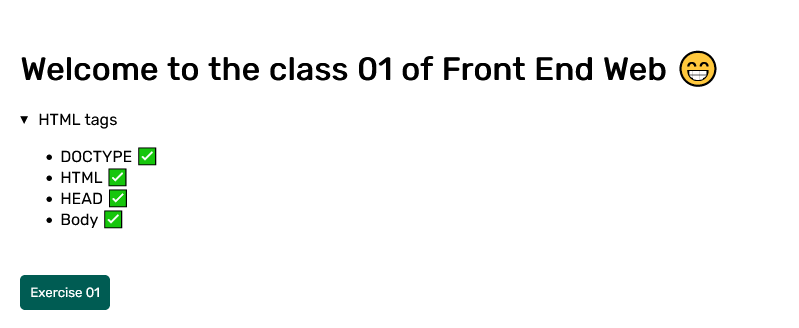 Welcome to the class 01 of Front End Web 😁
▼ HTML tags
• DOCTYPE ✅
• HTML ✅
• HEAD ✅
• Body ✅
Exercise 01